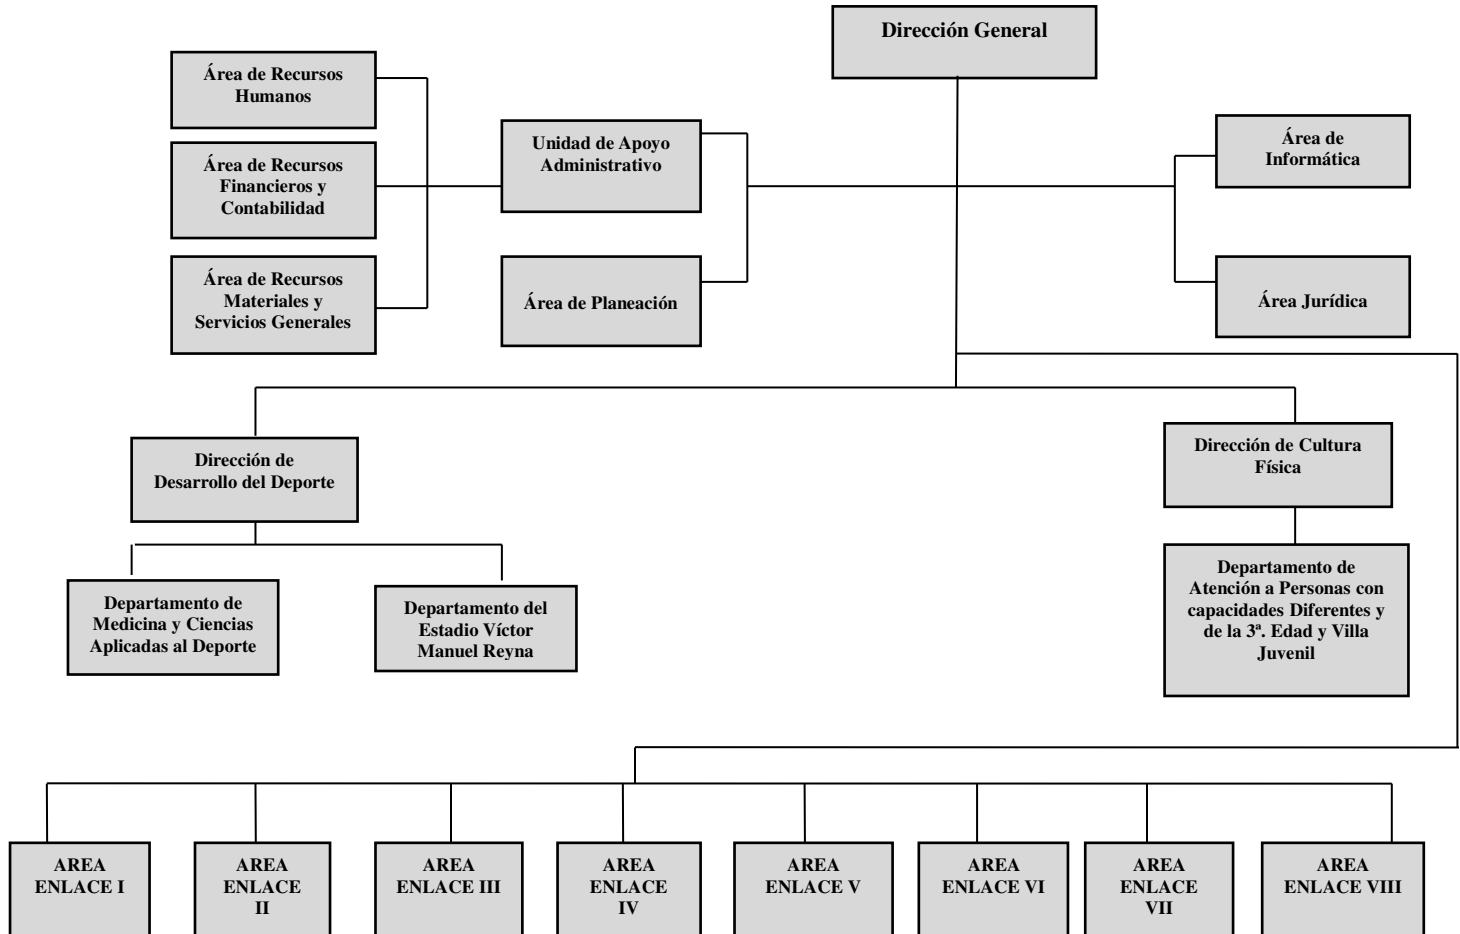 Dirección General
Área de Recursos
Humanos
Área de Recursos
Financieros y
Contabilidad
Área de Recursos
Materiales y
Servicios Generales
Unidad de Apoyo
Administrativo
Área de Planeación
Área de
Informática
Área Jurídica
Dirección de
Desarrollo del Deporte
Dirección de Cultura
Física
Departamento de
Medicina y Ciencias
Aplicadas al Deporte
Departamento del
Estadio Víctor
Manuel Reyna
Departamento de
Atención a Personas con
capacidades Diferentes y
de la 3ª. Edad y Villa
Juvenil
AREA
ENLACE I
AREA
ENLACE
II
AREA
ENLACE III
AREA
ENLACE
IV
AREA
ENLACE V
AREA
ENLACE VI
AREA
ENLACE
VII
AREA
ENLACE VIII